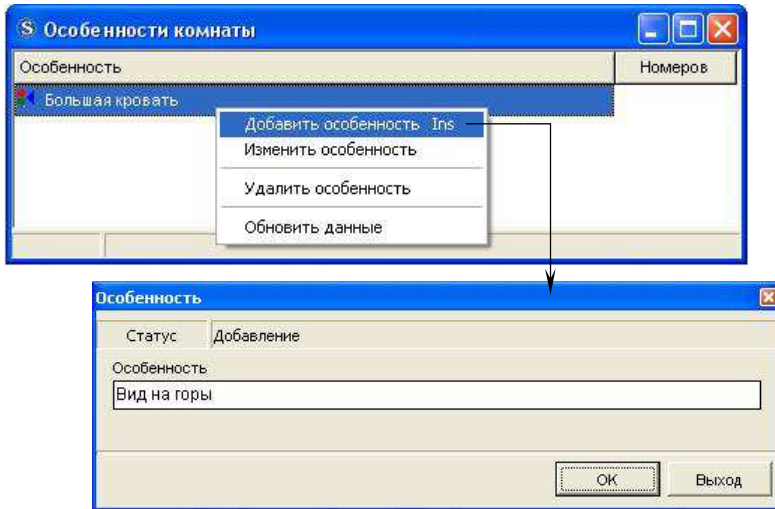 Особенности комнаты
Особенность Номеров
Большая кровать
Добавить особенность Ins
Изменить особенность
Удалить особенность
Обновить данные
Особенность
Статус Добавление
Особенность
Вид на горы
OK Выход